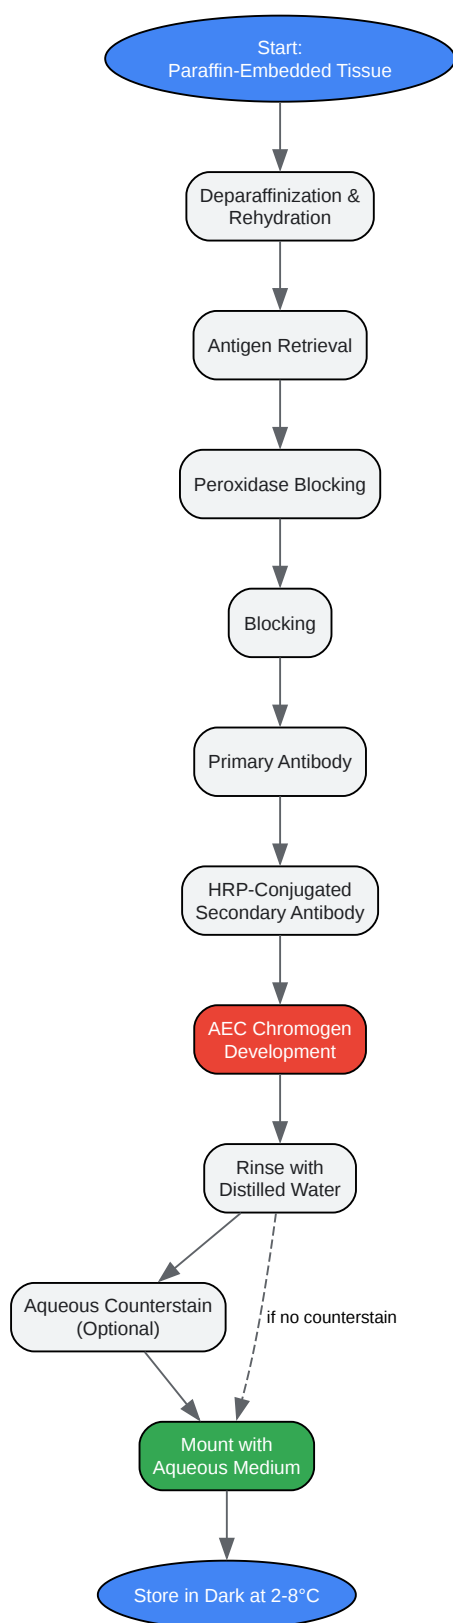 Start:
Paraffin-Embedded Tissue
Deparaffinization &
Rehydration
Antigen Retrieval
Peroxidase Blocking
Blocking
Primary Antibody
HRP-Conjugated
Secondary Antibody
AEC Chromogen
Development
Rinse with
Distilled Water
Aqueous Counterstain
(Optional)
if no counterstain
Mount with
Aqueous Medium
Store in Dark at 2-8°C